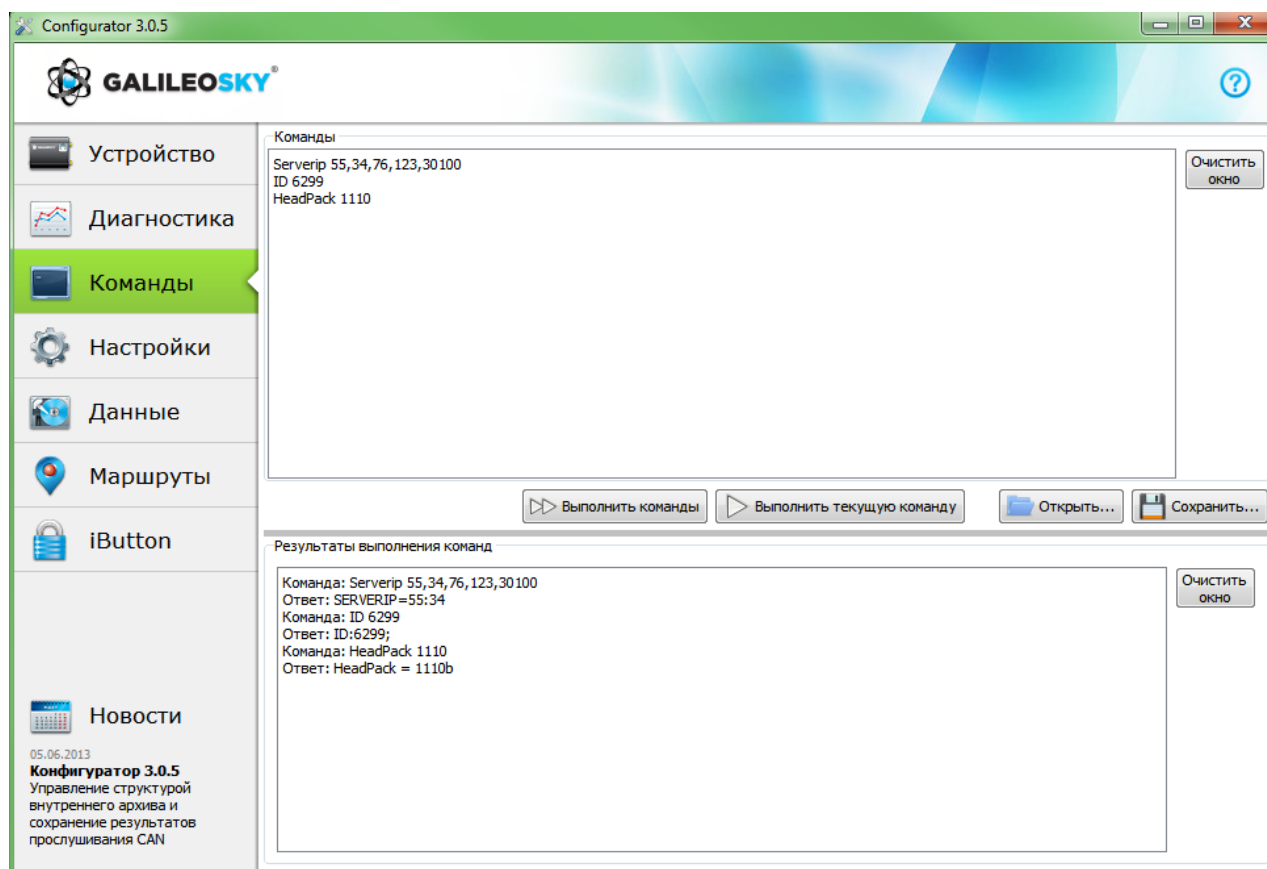 Configurator 3.0.5
GALILEOSKY®
?
Устройство
Диагностика
Команды
Настройки
Данные
Маршруты
iButton
Новости
05.06.2013
Конфигуратор 3.0.5
Управление структурой
внутреннего архива и
сохранение результатов
прослушивания CAN
Команды
Serverip 55,34,76,123,30100
ID 6299
HeadPack 1110
Очистить
окно
Выполнить команды
Выполнить текущую команду
Открыть...
Сохранить...
Результаты выполнения команд
Команда: Serverip 55,34,76,123,30100
Ответ: SERVERIP=55:34
Команда: ID 6299
Ответ: ID:6299;
Команда: HeadPack 1110
Ответ: HeadPack = 1110b
Очистить
окно